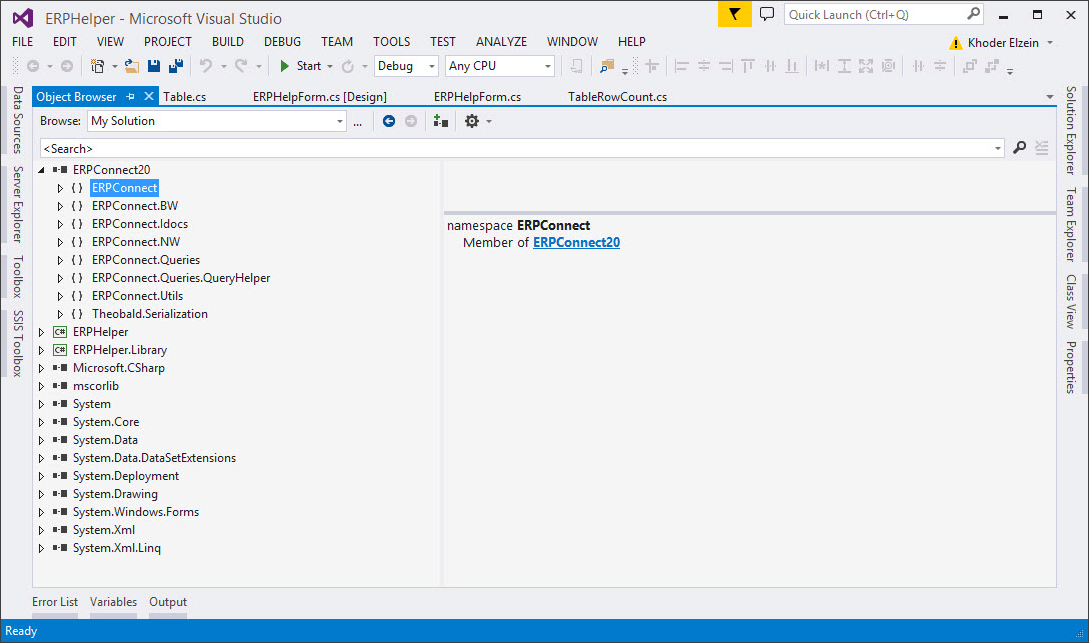 ERPHelper - Microsoft Visual Studio
Quick Launch (Ctrl+Q)
FILE EDIT VIEW PROJECT BUILD DEBUG TEAM TOOLS TEST ANALYZE WINDOW HELP
Khoder Elzein
Start Debug Any CPU
Object Browser Table.cs ERPHelpForm.cs [Design] ERPHelpForm.cs TableRowCount.cs
Browse: My Solution ...
<Search>
ERPConnect20
{ } ERPConnect
{ } ERPConnect.BW
{ } ERPConnect.Idocs
{ } ERPConnect.NW
{ } ERPConnect.Queries
{ } ERPConnect.Queries.QueryHelper
{ } ERPConnect.Utils
{ } Theobald.Serialization
C# ERPHelper
C# ERPHelper.Library
Microsoft.CSharp
mscorlib
System
System.Core
System.Data
System.Data.DataSetExtensions
System.Deployment
System.Drawing
System.Windows.Forms
System.Xml
System.Xml.Linq
namespace ERPConnect
Member of ERPConnect20
Data Sources
Server Explorer
Toolbox
SSIS Toolbox
Solution Explorer
Team Explorer
Class View
Properties
Error List Variables Output
Ready